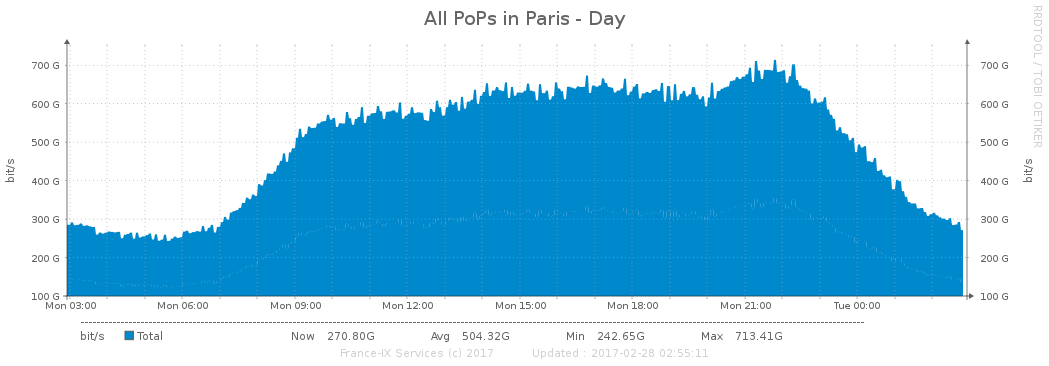 All PoPs in Paris - Day
RRDTOOL / TOBI OETIKER
bit/s
700 G
600 G
500 G
400 G
300 G
200 G
100 G
700 G
600 G
500 G
400 G
300 G
200 G
100 G
bit/s
Mon 03:00 Mon 06:00 Mon 09:00 Mon 12:00 Mon 15:00 Mon 18:00 Mon 21:00 Tue 00:00
bit/s Total Now 270.80G Avg 504.32G Min 242.65G Max 713.41G
France-IX Services (c) 2017 Updated : 2017-02-28 02:55:11